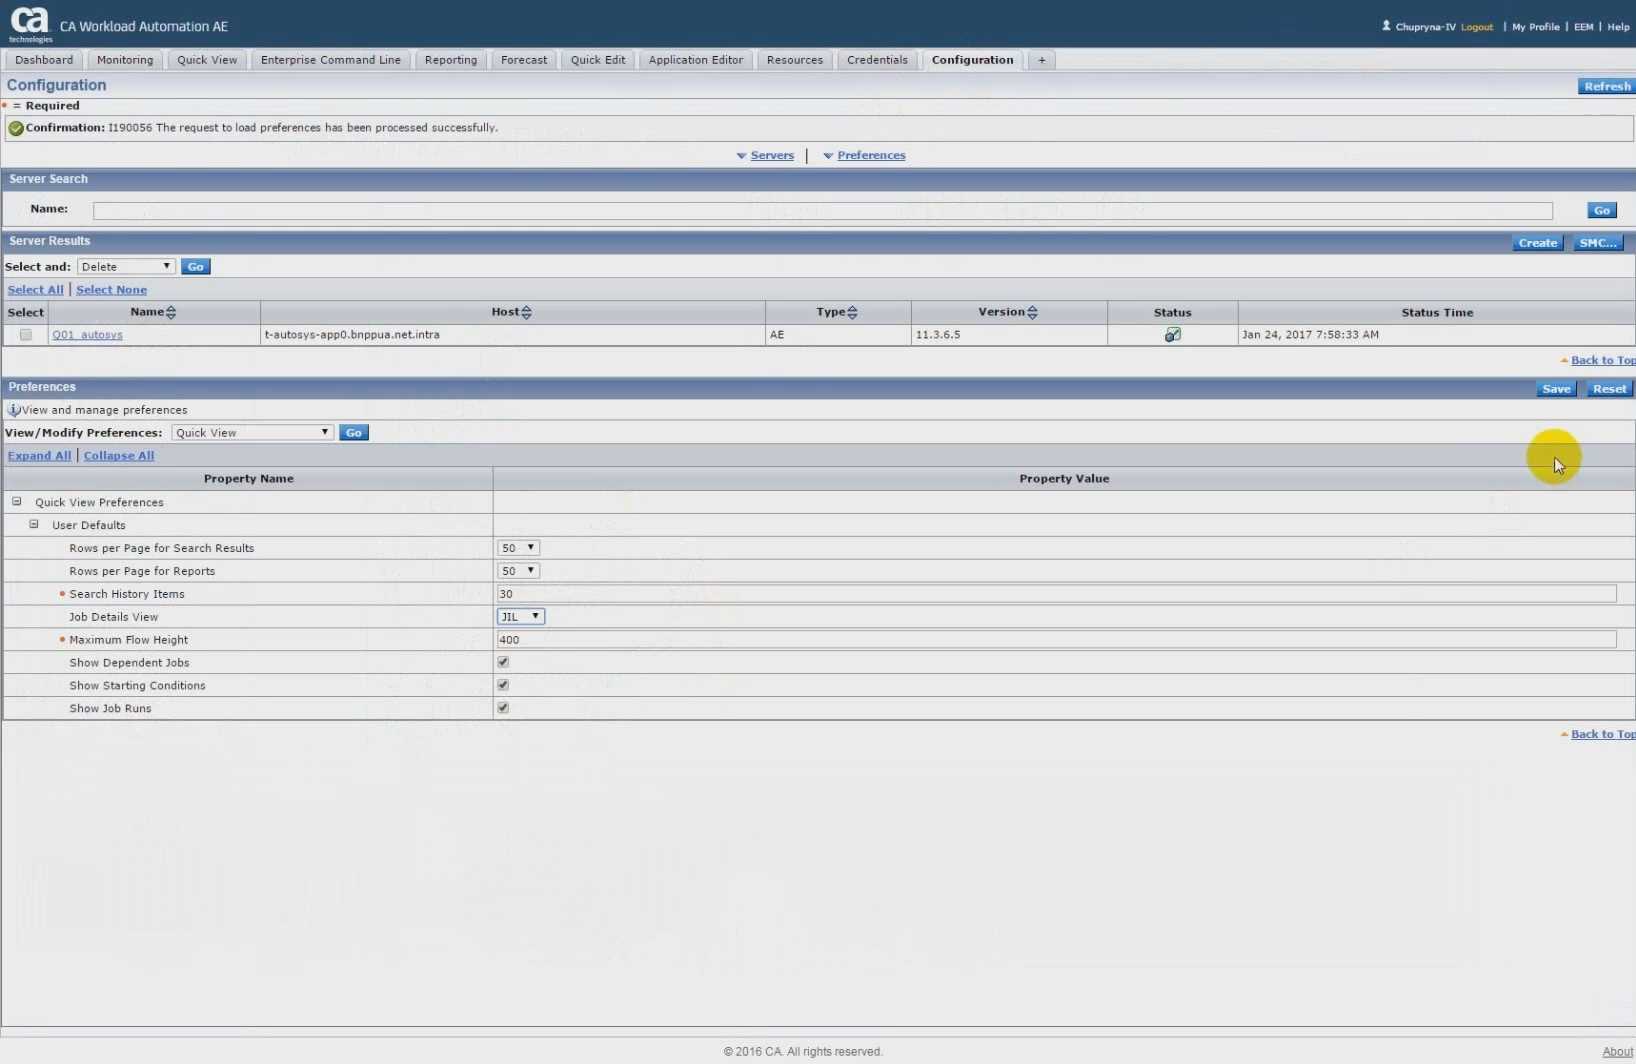 ca
technologies
CA Workload Automation AE
Chupryna-IV Logout | My Profile | EEM | Help
Dashboard Monitoring Quick View Enterprise Command Line Reporting Forecast Quick Edit Application Editor Resources Credentials Configuration +
Configuration
Refresh
= Required
Confirmation: I190056 The request to load preferences has been processed successfully.
Servers | Preferences
Server Search
Name:
Go
Server Results
Create SMC...
Select and: Delete Go
Select All | Select None
Select Name Host Type Version Status Status Time
Q01_autosys t-autosys-app0.bnppua.net.intra AE 11.3.6.5 Jan 24, 2017 7:58:33 AM
Back to Top
Preferences
Save Reset
View and manage preferences
View/Modify Preferences: Quick View Go
Expand All | Collapse All
Property Name Property Value
Quick View Preferences
User Defaults
Rows per Page for Search Results 50
Rows per Page for Reports 50
Search History Items 30
Job Details View JIL
Maximum Flow Height 400
Show Dependent Jobs
Show Starting Conditions
Show Job Runs
Back to Top
© 2016 CA. All rights reserved.
About